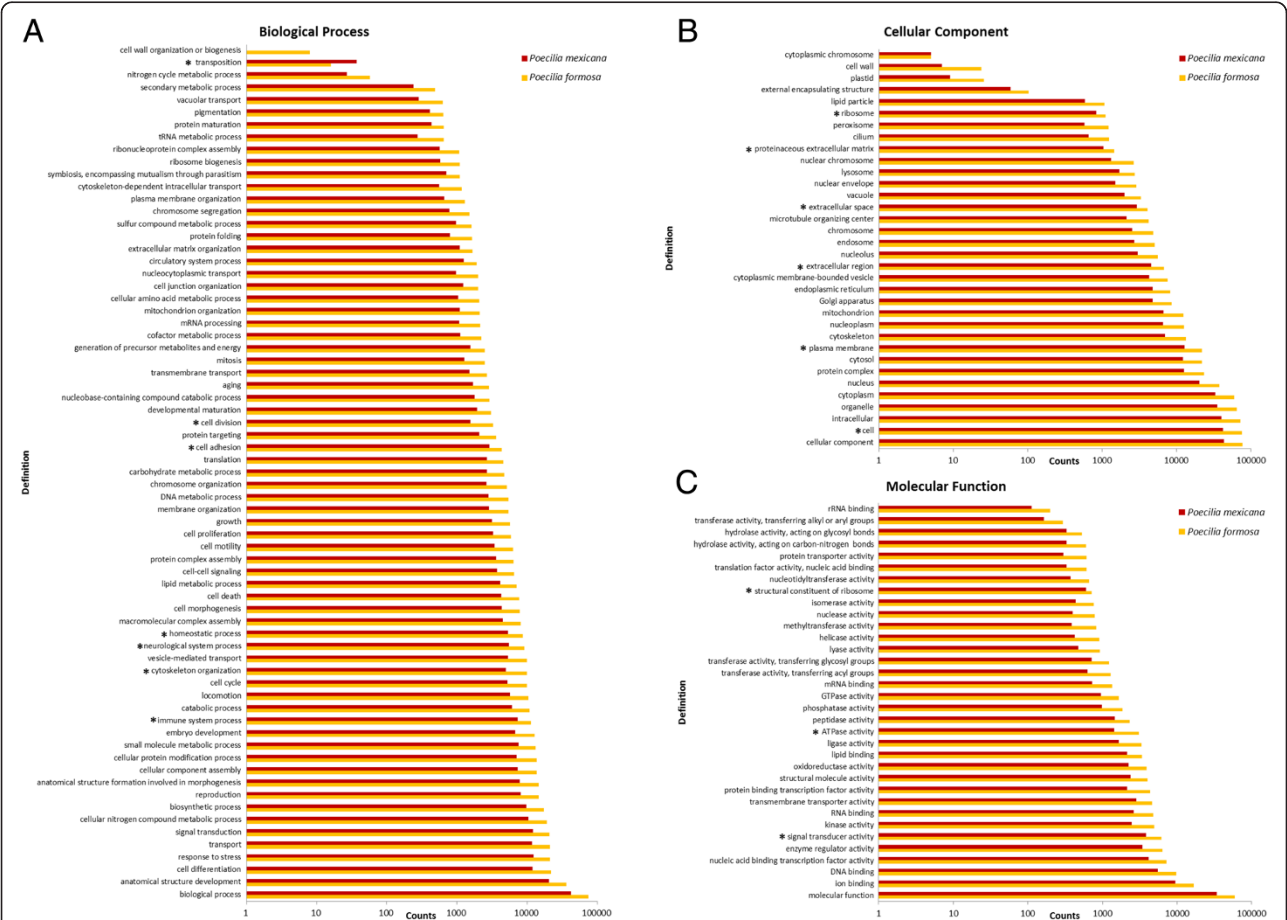 A
Biological Process
Poecilia mexicana
Poecilia formosa
Definition
cell wall organization or biogenesis
* transposition
nitrogen cycle metabolic process
secondary metabolic process
vacuolar transport
pigmentation
protein maturation
tRNA metabolic process
ribonucleoprotein complex assembly
ribosome biogenesis
symbiosis, encompassing mutualism through parasitism
cytoskeleton-dependent intracellular transport
plasma membrane organization
chromosome segregation
sulfur compound metabolic process
protein folding
extracellular matrix organization
circulatory system process
nucleocytoplasmic transport
cell junction organization
cellular amino acid metabolic process
mitochondrion organization
mRNA processing
cofactor metabolic process
generation of precursor metabolites and energy
mitosis
transmembrane transport
aging
nucleobase-containing compound catabolic process
developmental maturation
* cell division
protein targeting
* cell adhesion
translation
carbohydrate metabolic process
chromosome organization
DNA metabolic process
membrane organization
growth
cell proliferation
cell motility
protein complex assembly
cell-cell signaling
lipid metabolic process
cell death
cell morphogenesis
macromolecular complex assembly
* homeostatic process
* neurological system process
vesicle-mediated transport
* cytoskeleton organization
cell cycle
locomotion
catabolic process
* immune system process
embryo development
small molecule metabolic process
cellular protein modification process
cellular component assembly
anatomical structure formation involved in morphogenesis
reproduction
biosynthetic process
cellular nitrogen compound metabolic process
signal transduction
transport
response to stress
cell differentiation
anatomical structure development
biological process
1 10 100 1000 Counts 10000 100000
B
Cellular Component
Poecilia mexicana
Poecilia formosa
Definition
cytoplasmic chromosome
cell wall
plastid
external encapsulating structure
lipid particle
* ribosome
peroxisome
cilium
* proteinaceous extracellular matrix
nuclear chromosome
lysosome
nuclear envelope
vacuole
* extracellular space
microtubule organizing center
chromosome
endosome
nucleolus
* extracellular region
cytoplasmic membrane-bounded vesicle
endoplasmic reticulum
Golgi apparatus
mitochondrion
nucleoplasm
cytoskeleton
* plasma membrane
cytosol
protein complex
nucleus
cytoplasm
organelle
intracellular
* cell
cellular component
1 10 100 Counts 1000 10000 100000
C
Molecular Function
Poecilia mexicana
Poecilia formosa
Definition
rRNA binding
transferase activity, transferring alkyl or aryl groups
hydrolase activity, acting on glycosyl bonds
hydrolase activity, acting on carbon-nitrogen bonds
protein transporter activity
translation factor activity, nucleic acid binding
nucleotidyltransferase activity
* structural constituent of ribosome
isomerase activity
nuclease activity
methyltransferase activity
helicase activity
lyase activity
transferase activity, transferring glycosyl groups
transferase activity, transferring acyl groups
mRNA binding
GTPase activity
phosphatase activity
peptidase activity
* ATPase activity
ligase activity
lipid binding
oxidoreductase activity
structural molecule activity
protein binding transcription factor activity
transmembrane transporter activity
RNA binding
kinase activity
* signal transducer activity
enzyme regulator activity
nucleic acid binding transcription factor activity
DNA binding
ion binding
molecular function
1 10 100 Counts 1000 10000 100000